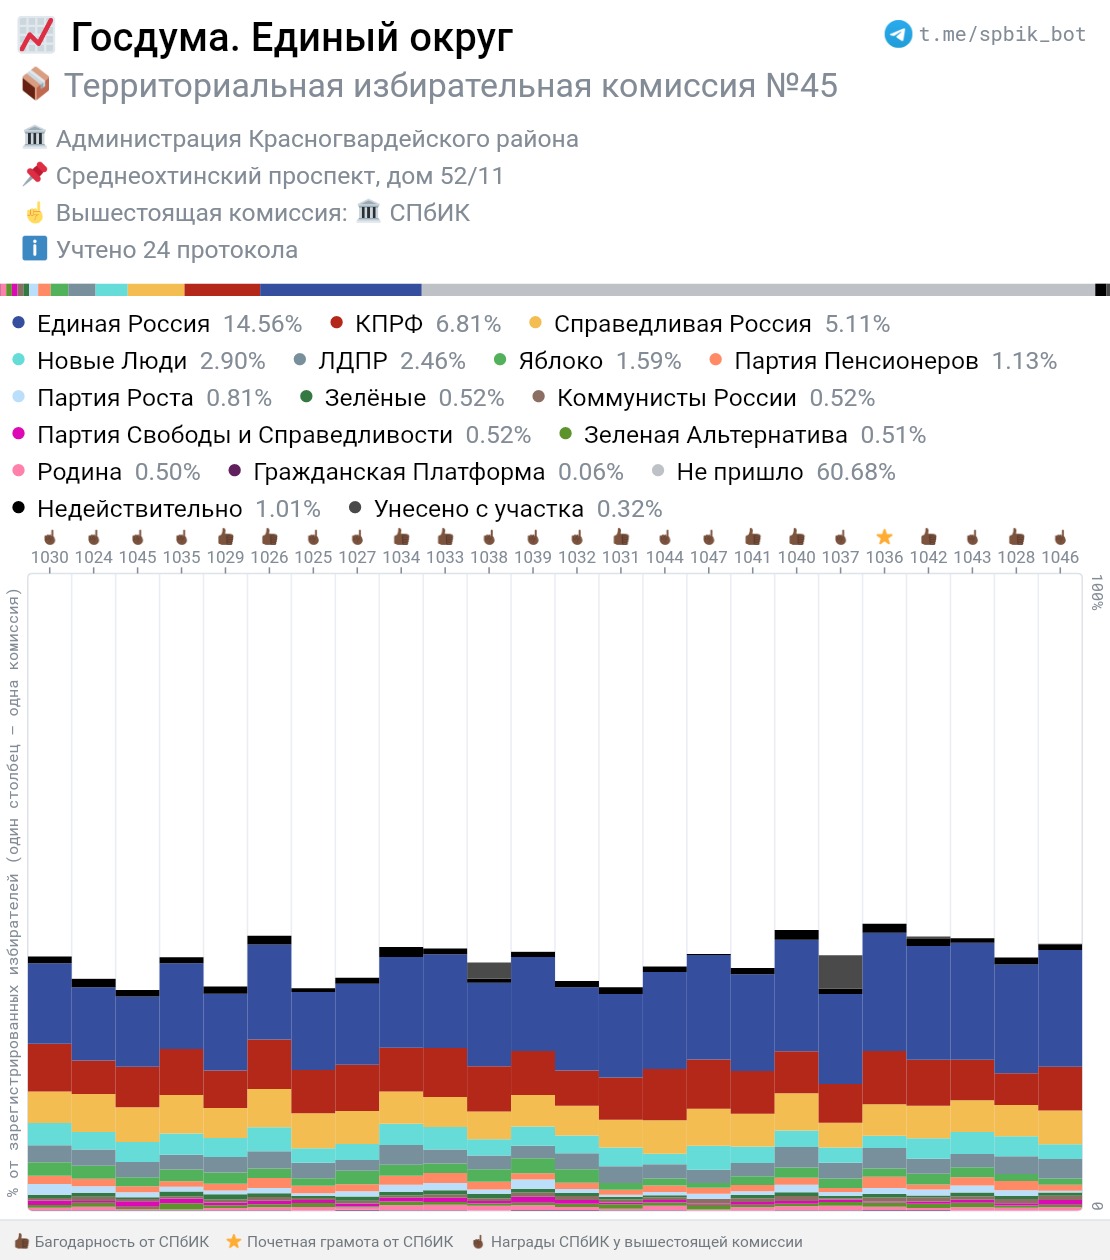 Госдума. Единый округ
t.me/spbik_bot
Территориальная избирательная комиссия №45
Администрация Красногвардейского района
Среднеохтинский проспект, дом 52/11
Вышестоящая комиссия: СПбИК
Учтено 24 протокола
Единая Россия 14.56% КПРФ 6.81% Справедливая Россия 5.11%
Новые Люди 2.90% ЛДПР 2.46% Яблоко 1.59% Партия Пенсионеров 1.13%
Партия Роста 0.81% Зелёные 0.52% Коммунисты России 0.52%
Партия Свободы и Справедливости 0.52% Зеленая Альтернатива 0.51%
Родина 0.50% Гражданская Платформа 0.06% Не пришло 60.68%
Недействительно 1.01% Унесено с участка 0.32%
1030 1024 1045 1035 1029 1026 1025 1027 1034 1033 1038 1039 1032 1031 1044 1047 1041 1040 1037 1036 1042 1043 1028 1046
% от зарегистрированных избирателей (один столбец — одна комиссия)
100%
0
Багодарность от СПбИК Почетная грамота от СПбИК Награды СПбИК у вышестоящей комиссии